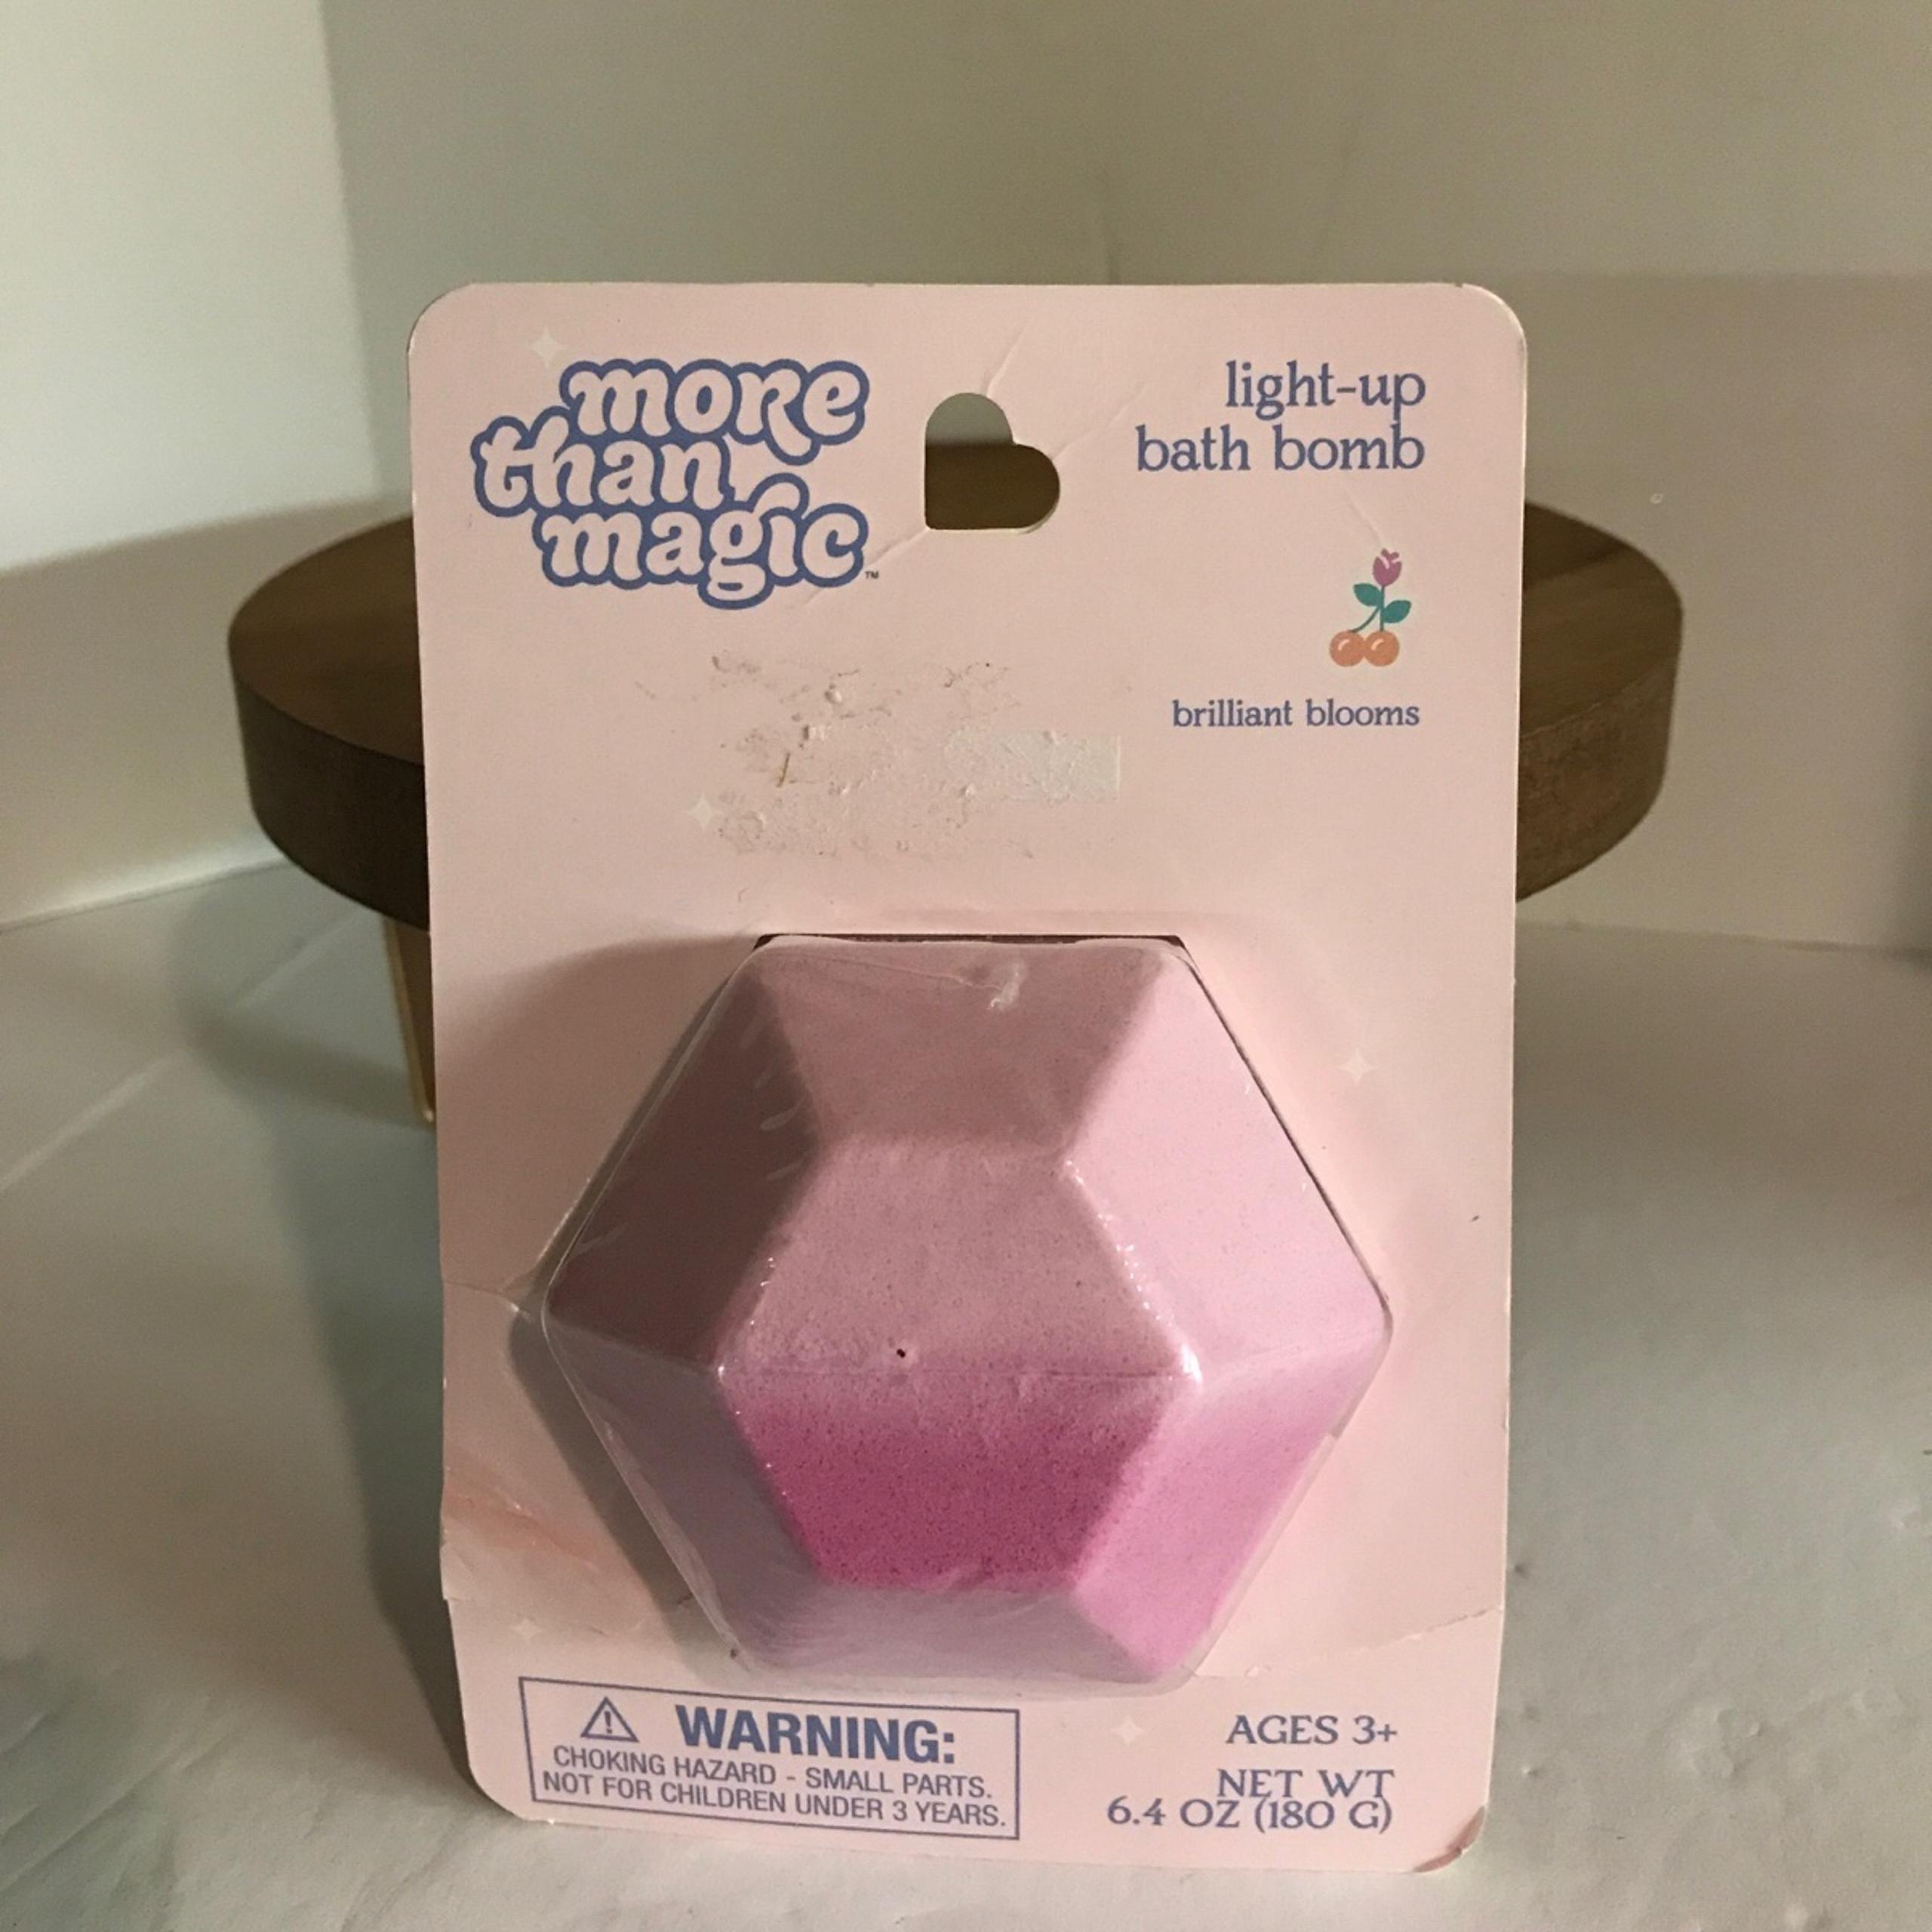 more
than
magic™
light-up
bath bomb
brilliant blooms
WARNING:
CHOKING HAZARD - SMALL PARTS.
NOT FOR CHILDREN UNDER 3 YEARS.
AGES 3+
NET WT
6.4 OZ (180 G)